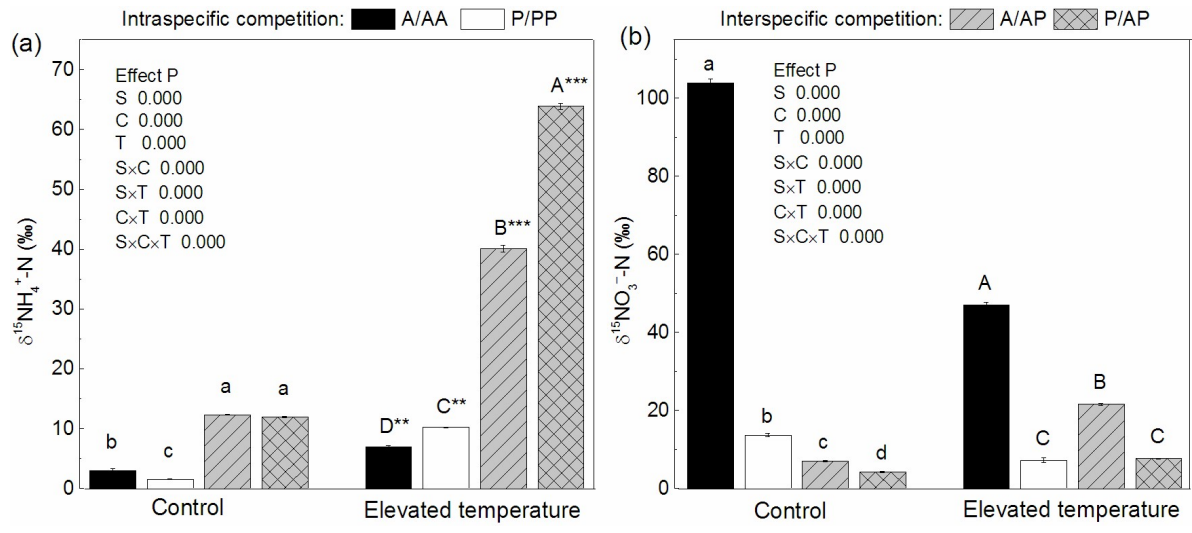 Intraspecific competition: A/AA P/PP
Interspecific competition: A/AP P/AP
(a)
δ¹⁵NH₄⁺-N (‰)
70
60
50
40
30
20
10
0
Effect P
S 0.000
C 0.000
T 0.000
S×C 0.000
S×T 0.000
C×T 0.000
S×C×T 0.000
b
c
a
a
D**
C**
B***
A***
Control
Elevated temperature
(b)
δ¹⁵NO₃⁻-N (‰)
100
80
60
40
20
0
Effect P
S 0.000
C 0.000
T 0.000
S×C 0.000
S×T 0.000
C×T 0.000
S×C×T 0.000
a
b
c
d
A
C
B
C
Control
Elevated temperature